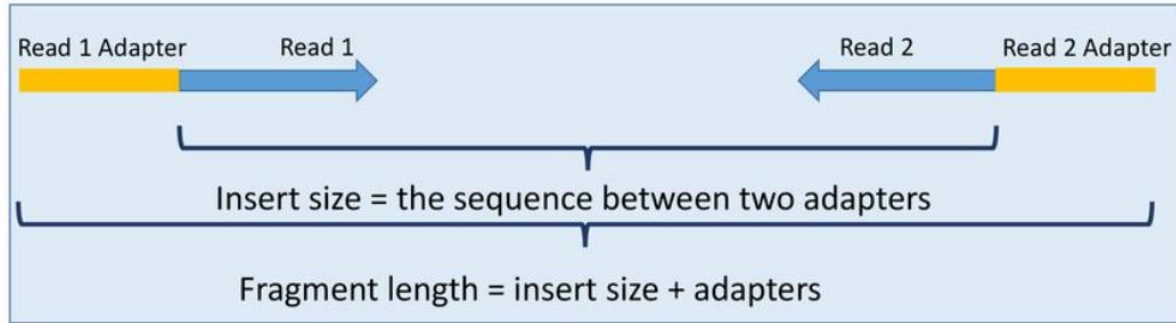 Read 1 Adapter Read 1 Read 2 Read 2 Adapter
Insert size = the sequence between two adapters
Fragment length = insert size + adapters